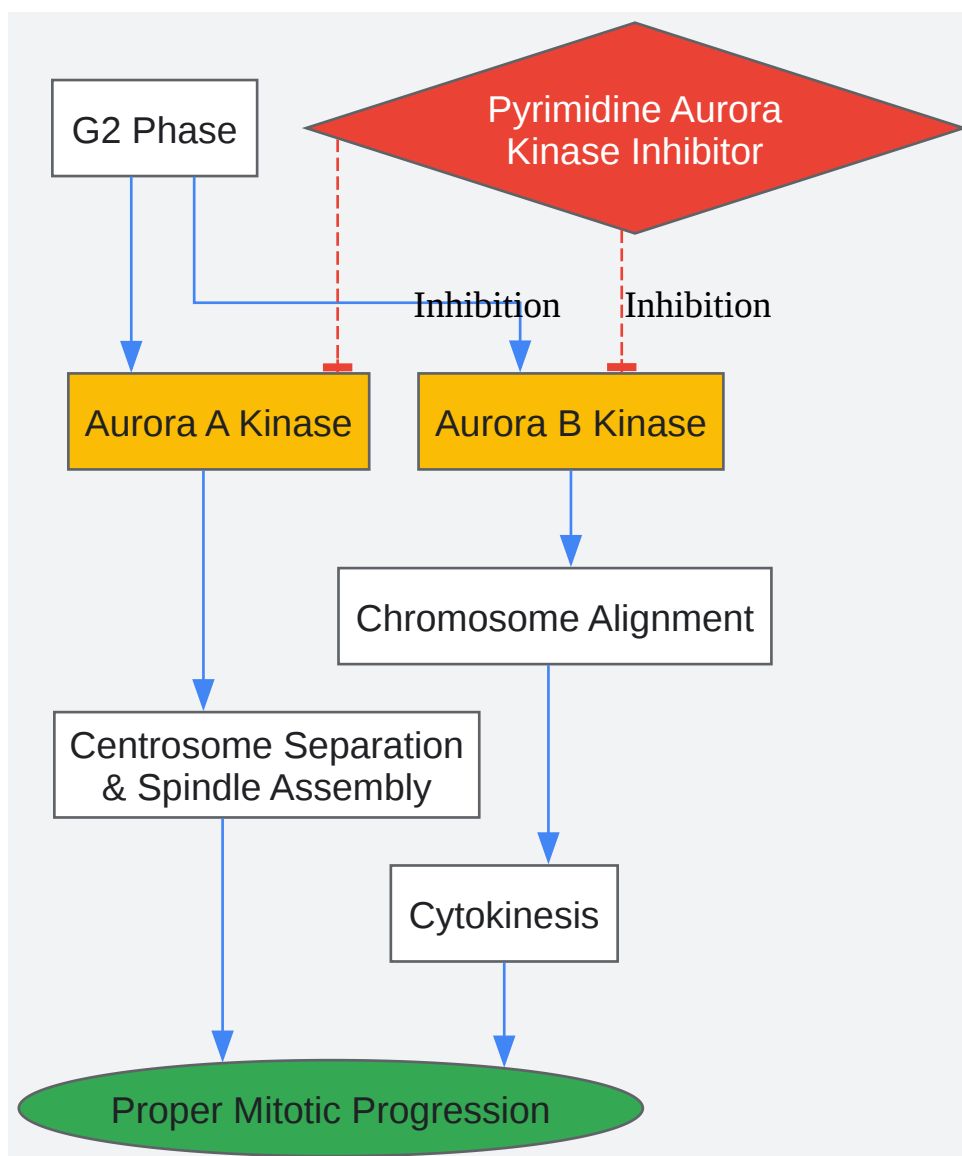 G2 Phase
Pyrimidine Aurora
Kinase Inhibitor
Inhibition
Inhibition
Aurora A Kinase
Aurora B Kinase
Chromosome Alignment
Centrosome Separation
& Spindle Assembly
Cytokinesis
Proper Mitotic Progression